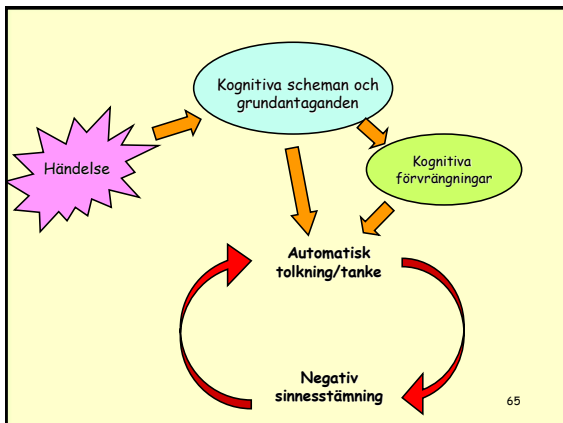 Kognitiva scheman och
grundantaganden
Händelse
Kognitiva
förvrängningar
Automatisk
tolkning/tanke
Negativ
sinnesstämning
65